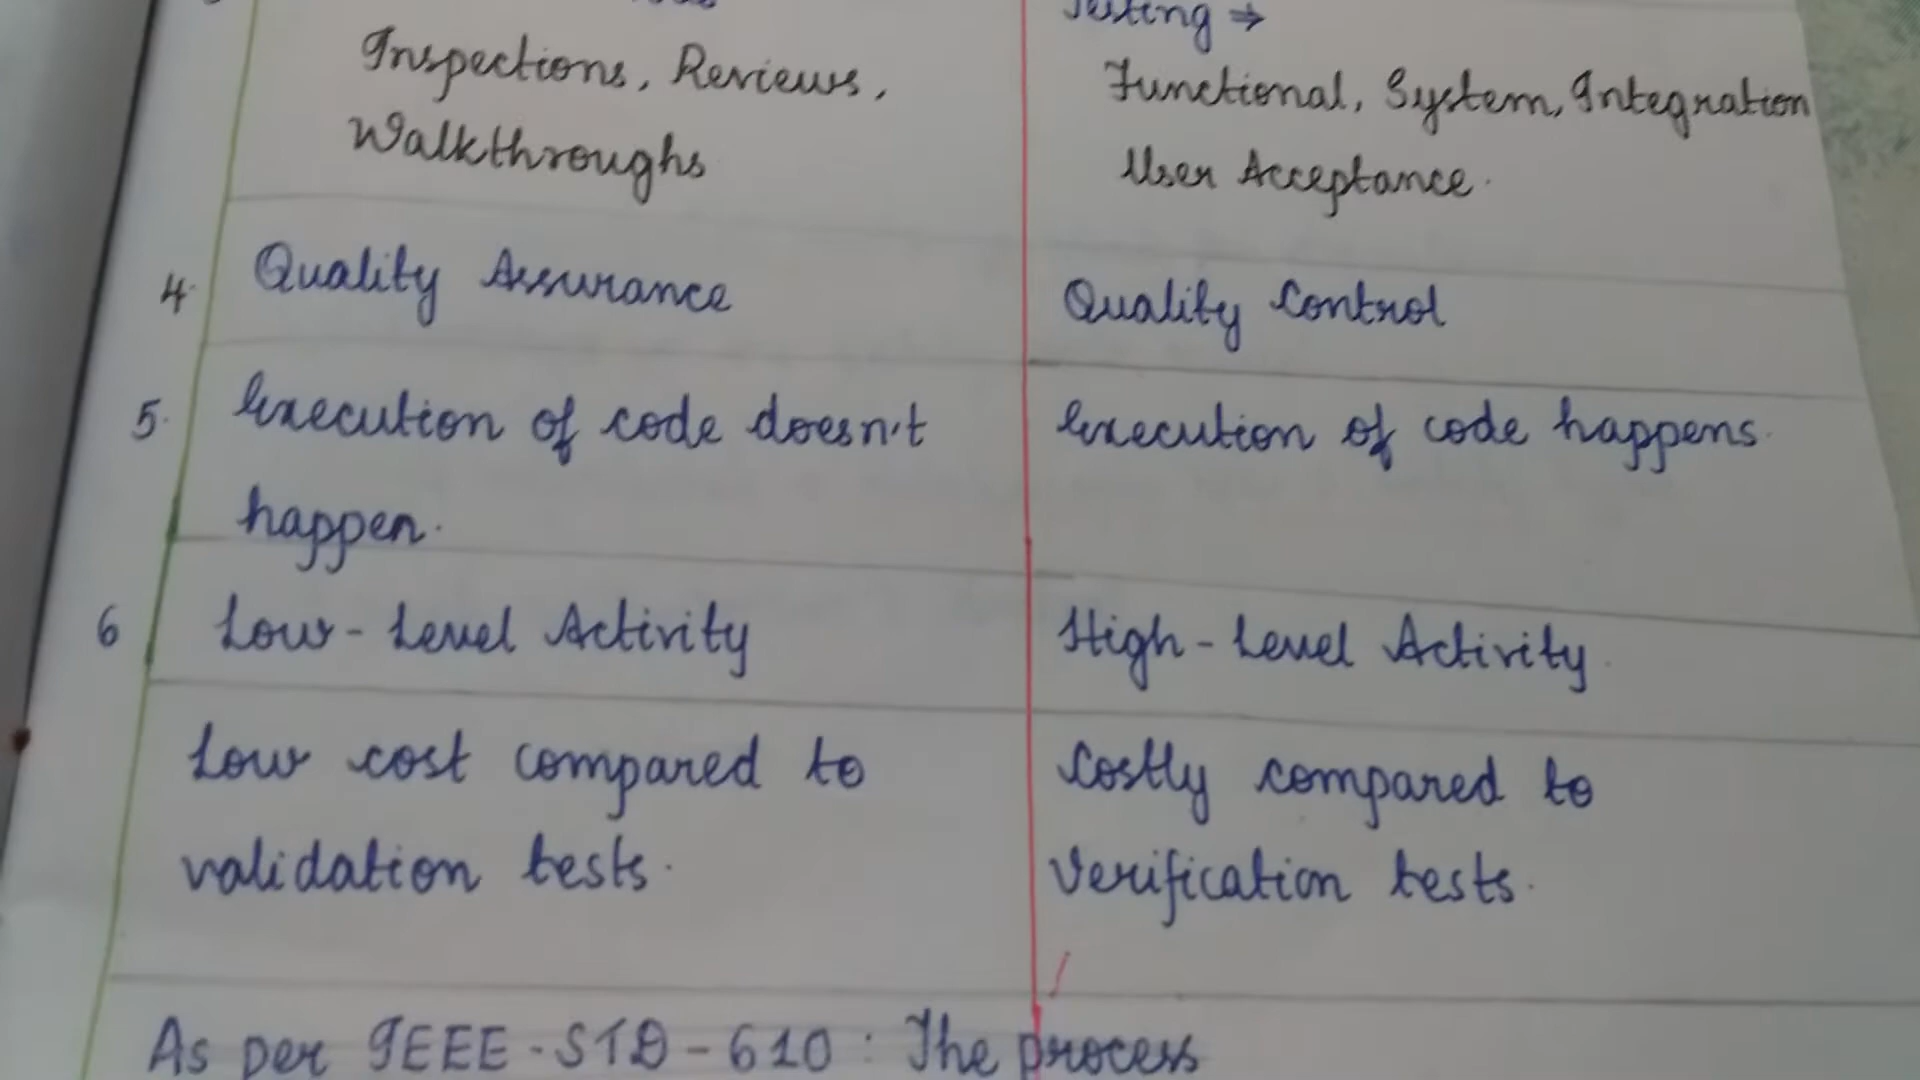 Testing ⇒
Inspections, Reviews,
Walkthroughs
Functional, System, Integration
User Acceptance.
4. Quality Assurance
Quality Control
5. Execution of code doesn't
happen.
Execution of code happens.
6 Low-Level Activity
High-Level Activity.
Low cost compared to
validation tests.
Costly compared to
Verification tests.
As per IEEE-STD-610: The process